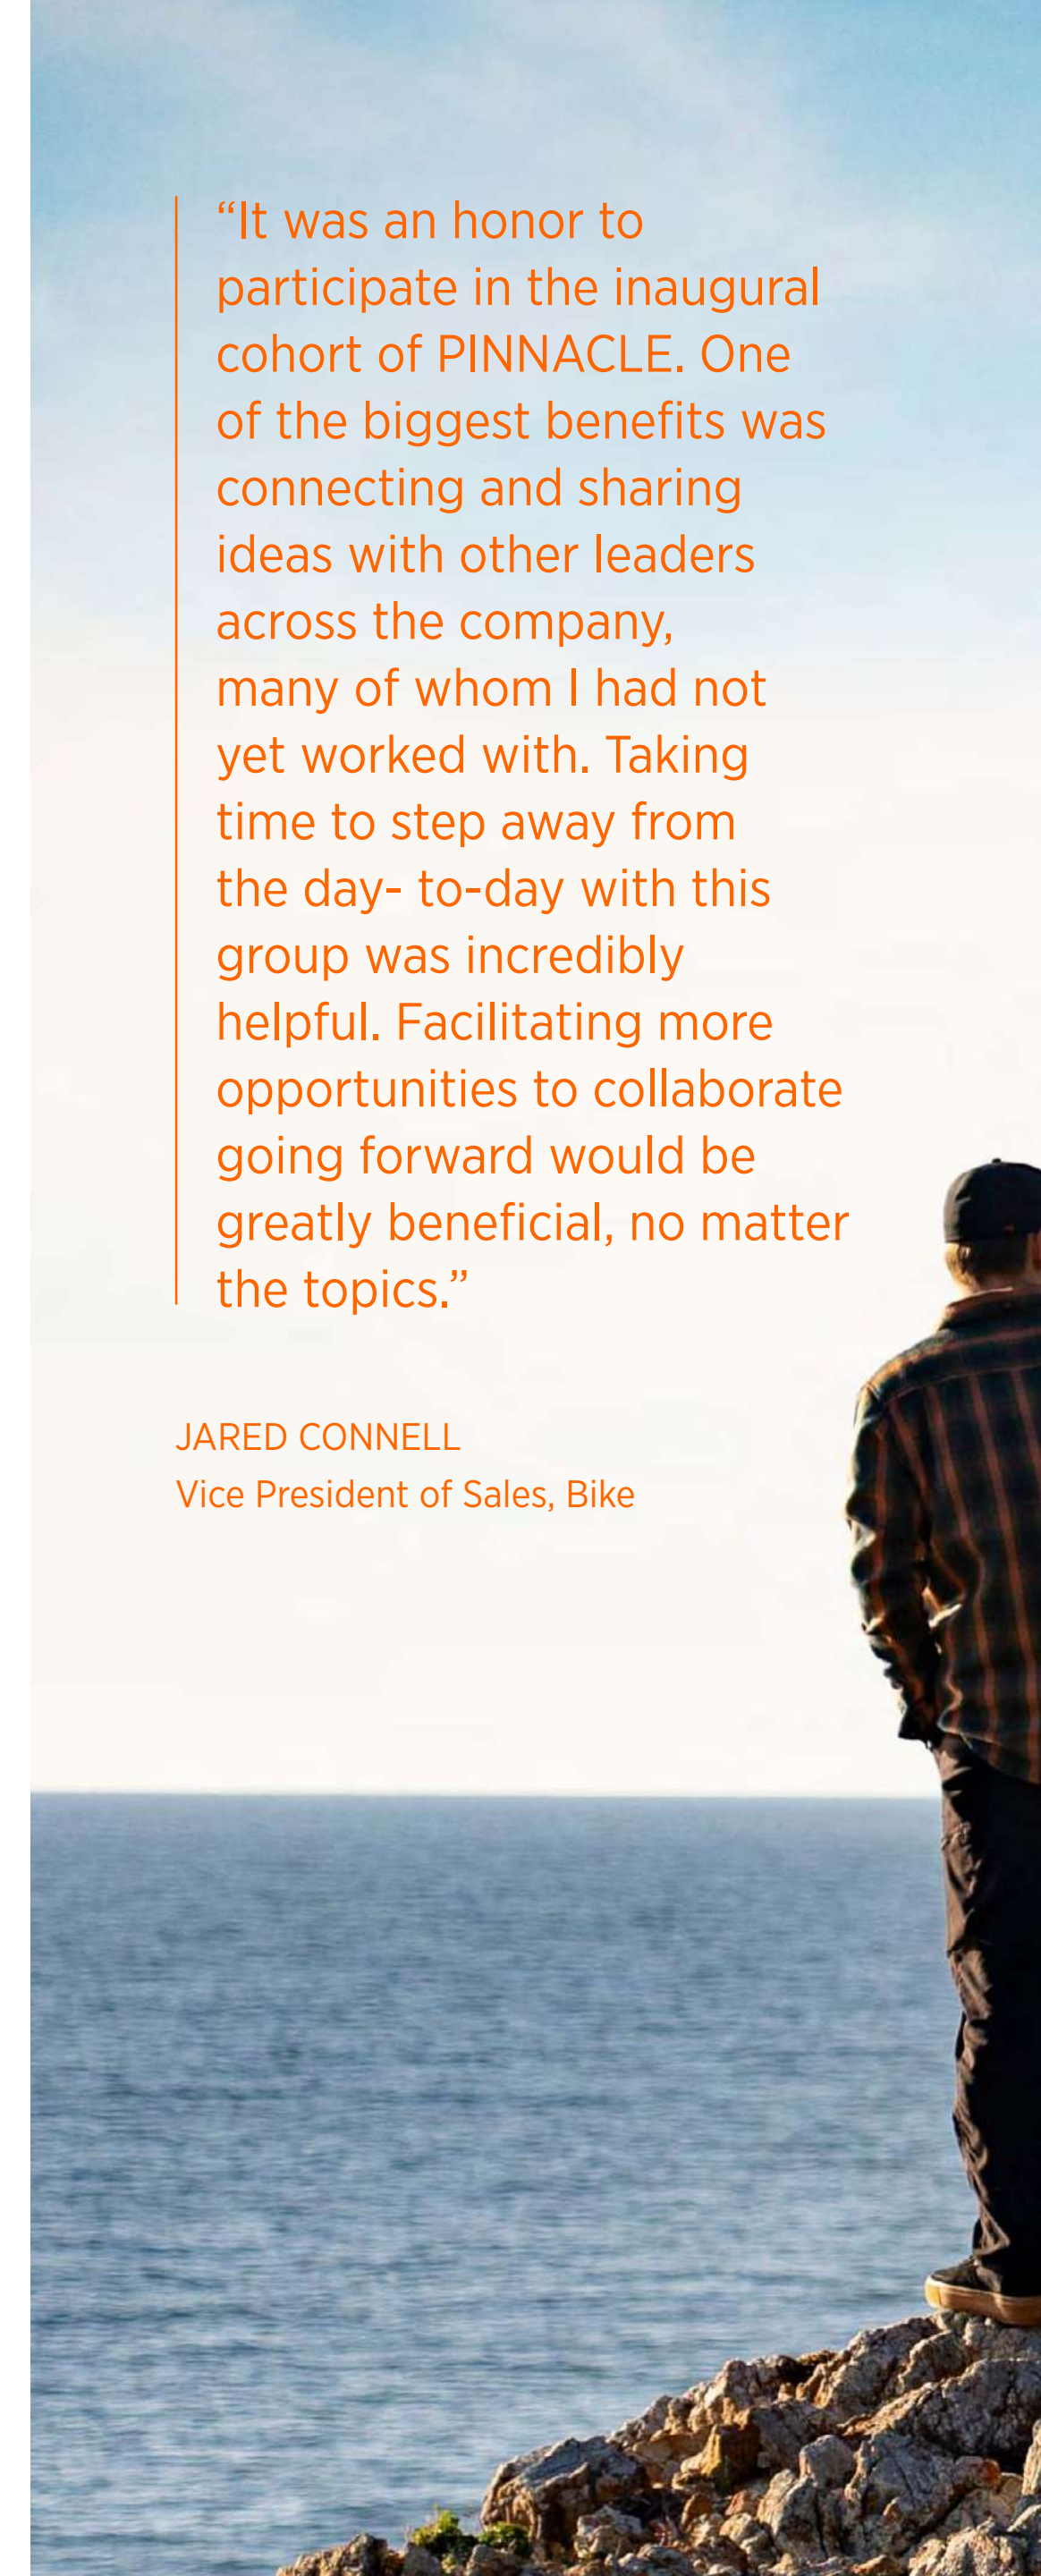 “It was an honor to
participate in the inaugural
cohort of PINNACLE. One
of the biggest benefits was
connecting and sharing
ideas with other leaders
across the company,
many of whom I had not
yet worked with. Taking
time to step away from
the day- to-day with this
group was incredibly
helpful. Facilitating more
opportunities to collaborate
going forward would be
greatly beneficial, no matter
the topics.”
JARED CONNELL
Vice President of Sales, Bike